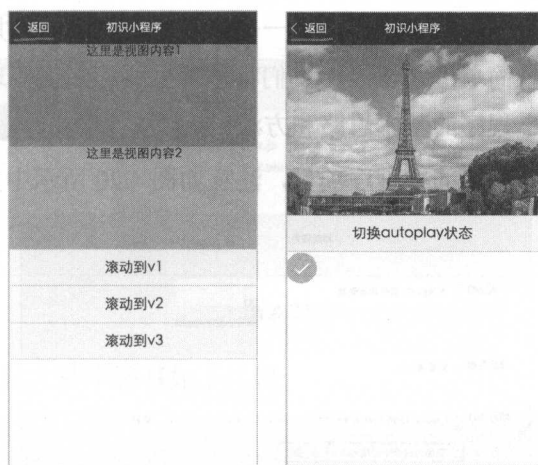 返回
初识小程序
这里是视图内容1
这里是视图内容2
滚动到v1
滚动到v2
滚动到v3
返回
初识小程序
切换autoplay状态